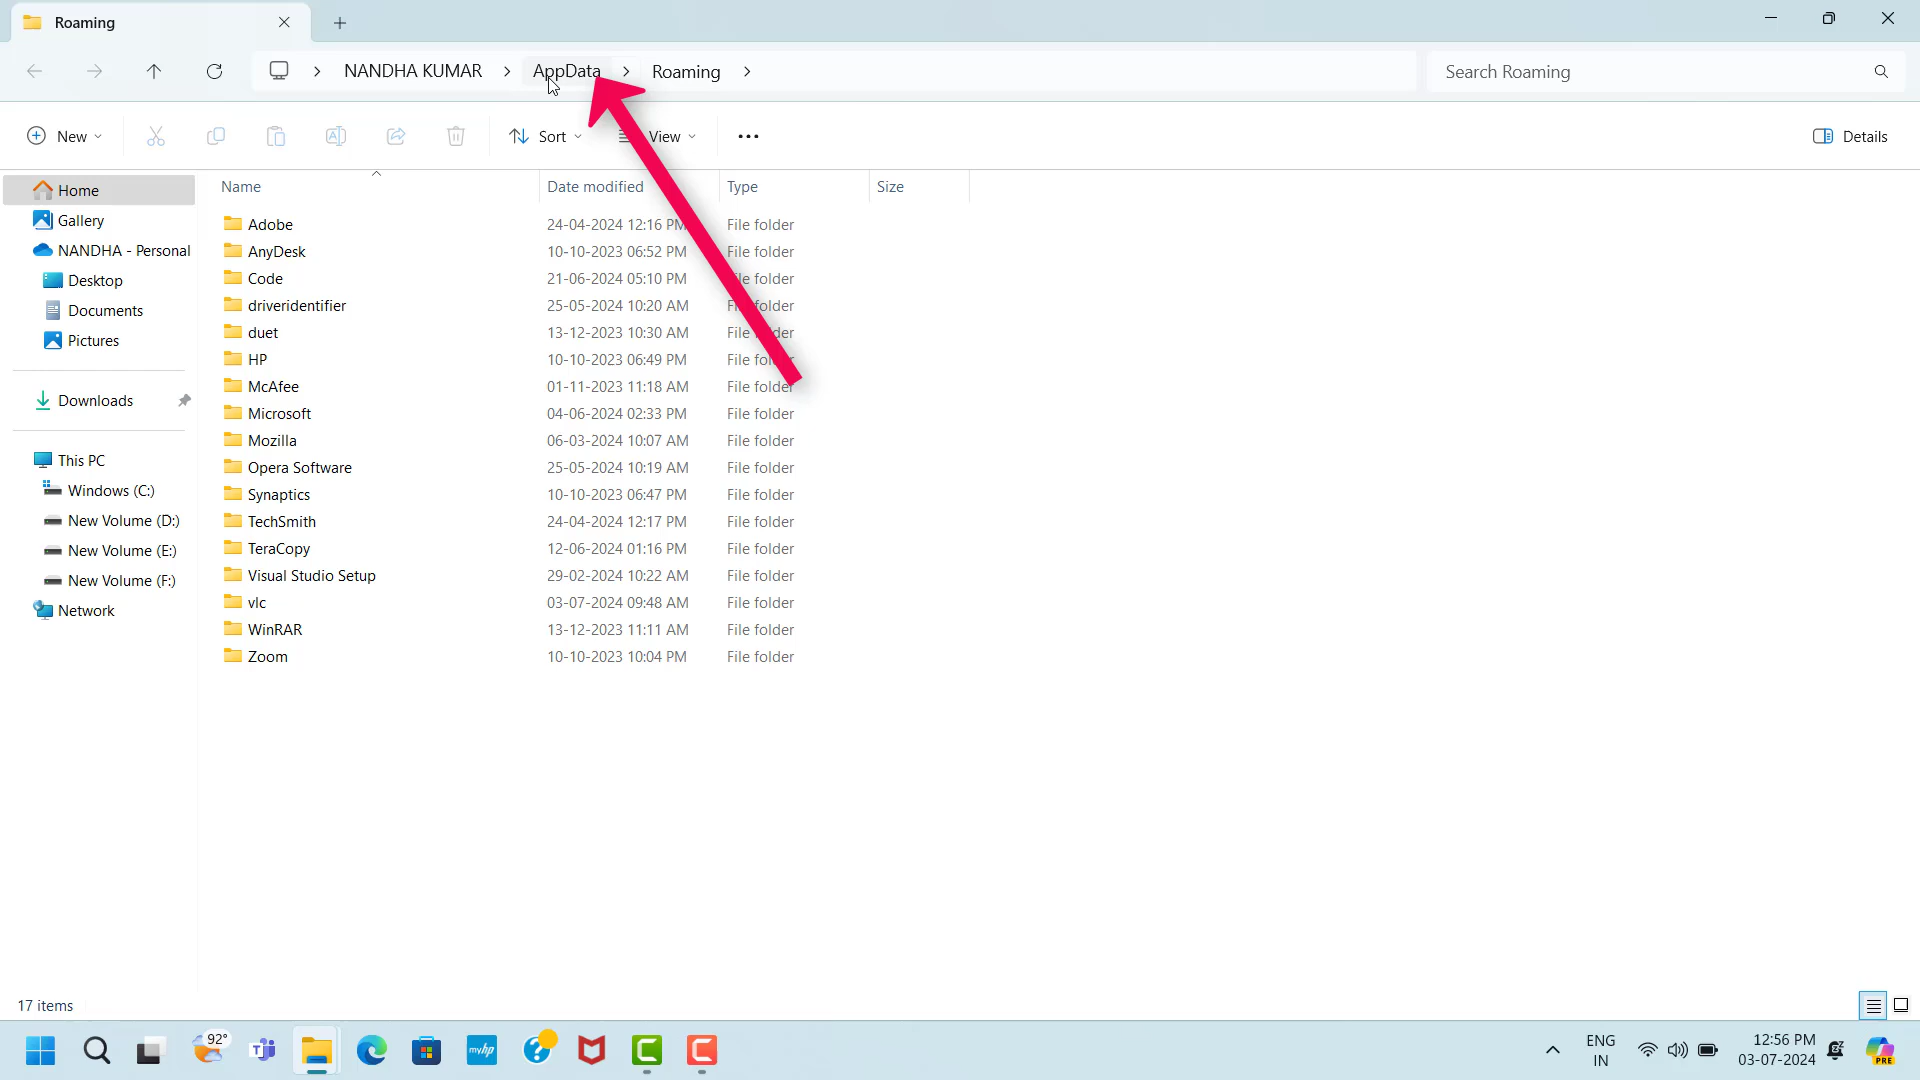 Roaming
NANDHA KUMAR > AppData > Roaming >
Search Roaming
New
Sort
View
Details
Name
Date modified
Type
Size
Home
Gallery
NANDHA - Personal
Desktop
Documents
Pictures
Downloads
This PC
Windows (C:)
New Volume (D:)
New Volume (E:)
New Volume (F:)
Network
Adobe 24-04-2024 12:16 PM File folder
AnyDesk 10-10-2023 06:52 PM File folder
Code 21-06-2024 05:10 PM File folder
driveridentifier 25-05-2024 10:20 AM File folder
duet 13-12-2023 10:30 AM File folder
HP 10-10-2023 06:49 PM File folder
McAfee 01-11-2023 11:18 AM File folder
Microsoft 04-06-2024 02:33 PM File folder
Mozilla 06-03-2024 10:07 AM File folder
Opera Software 25-05-2024 10:19 AM File folder
Synaptics 10-10-2023 06:47 PM File folder
TechSmith 24-04-2024 12:17 PM File folder
TeraCopy 12-06-2024 01:16 PM File folder
Visual Studio Setup 29-02-2024 10:22 AM File folder
vlc 03-07-2024 09:48 AM File folder
WinRAR 13-12-2023 11:11 AM File folder
Zoom 10-10-2023 10:04 PM File folder
17 items
92°
myhp
ENG
IN
12:56 PM
03-07-2024
PRE